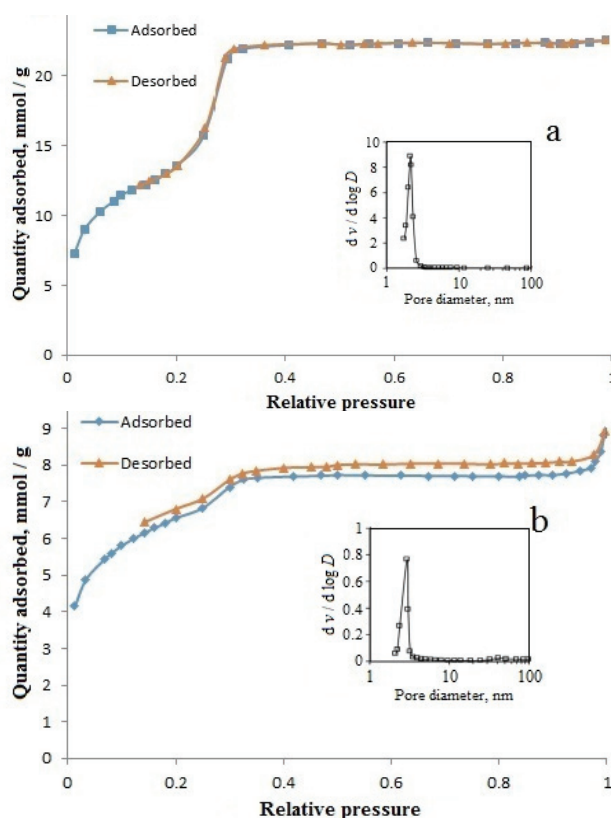 Adsorbed
Desorbed
a
Quantity adsorbed, mmol / g
20
15
10
5
0
0 0.2 0.4 0.6 0.8 1
Relative pressure
d v / d log D
10
8
6
4
2
0
1 10 100
Pore diameter, nm
Adsorbed
Desorbed
b
Quantity adsorbed, mmol / g
9
8
7
6
5
4
3
2
1
0
0 0.2 0.4 0.6 0.8 1
Relative pressure
d v / d log D
1
0.8
0.6
0.4
0.2
0
1 10 100
Pore diameter, nm